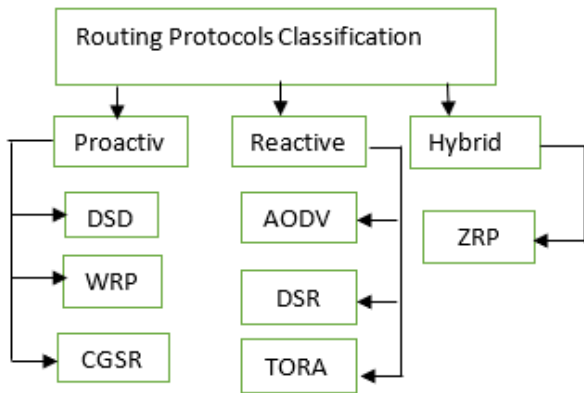 Routing Protocols Classification
Proactiv
Reactive
Hybrid
DSD
AODV
ZRP
WRP
DSR
CGSR
TORA